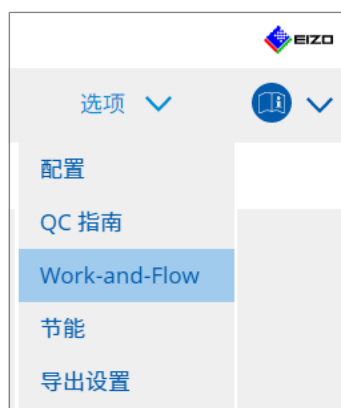 EIZO
选项
配置
QC 指南
Work-and-Flow
节能
导出设置